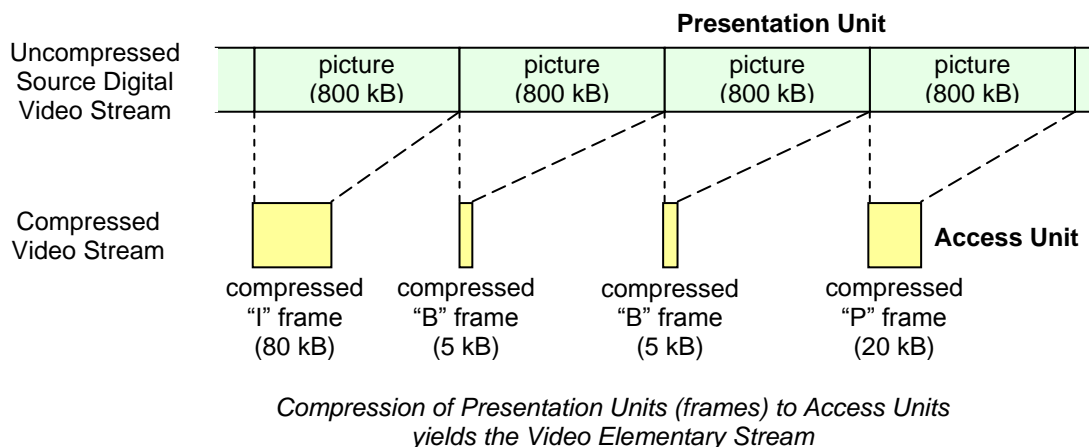 Presentation Unit
Uncompressed
Source Digital
Video Stream
picture
(800 kB)
picture
(800 kB)
picture
(800 kB)
picture
(800 kB)
Compressed
Video Stream
Access Unit
compressed
“I” frame
(80 kB)
compressed
“B” frame
(5 kB)
compressed
“B” frame
(5 kB)
compressed
“P” frame
(20 kB)
Compression of Presentation Units (frames) to Access Units
yields the Video Elementary Stream